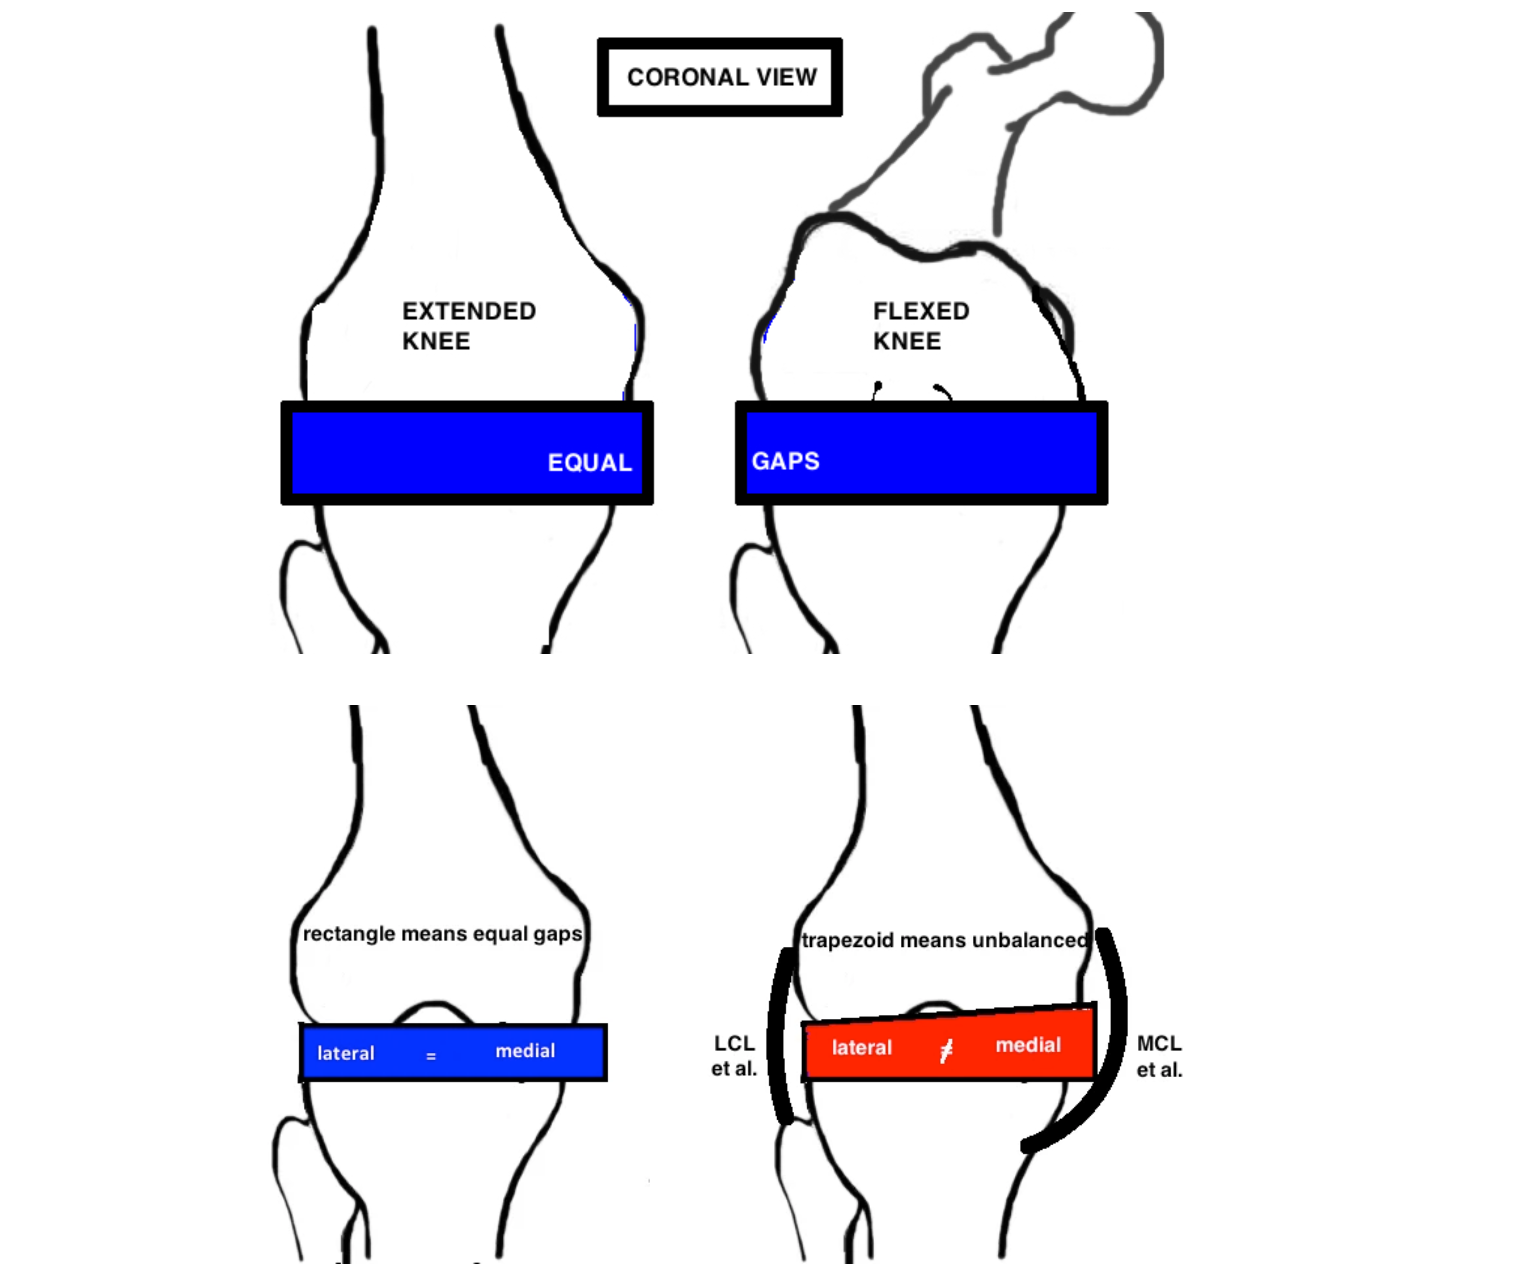 CORONAL VIEW
EXTENDED
KNEE
FLEXED
KNEE
EQUAL
GAPS
rectangle means equal gaps
lateral = medial
trapezoid means unbalanced
LCL
et al.
lateral ≠ medial
MCL
et al.